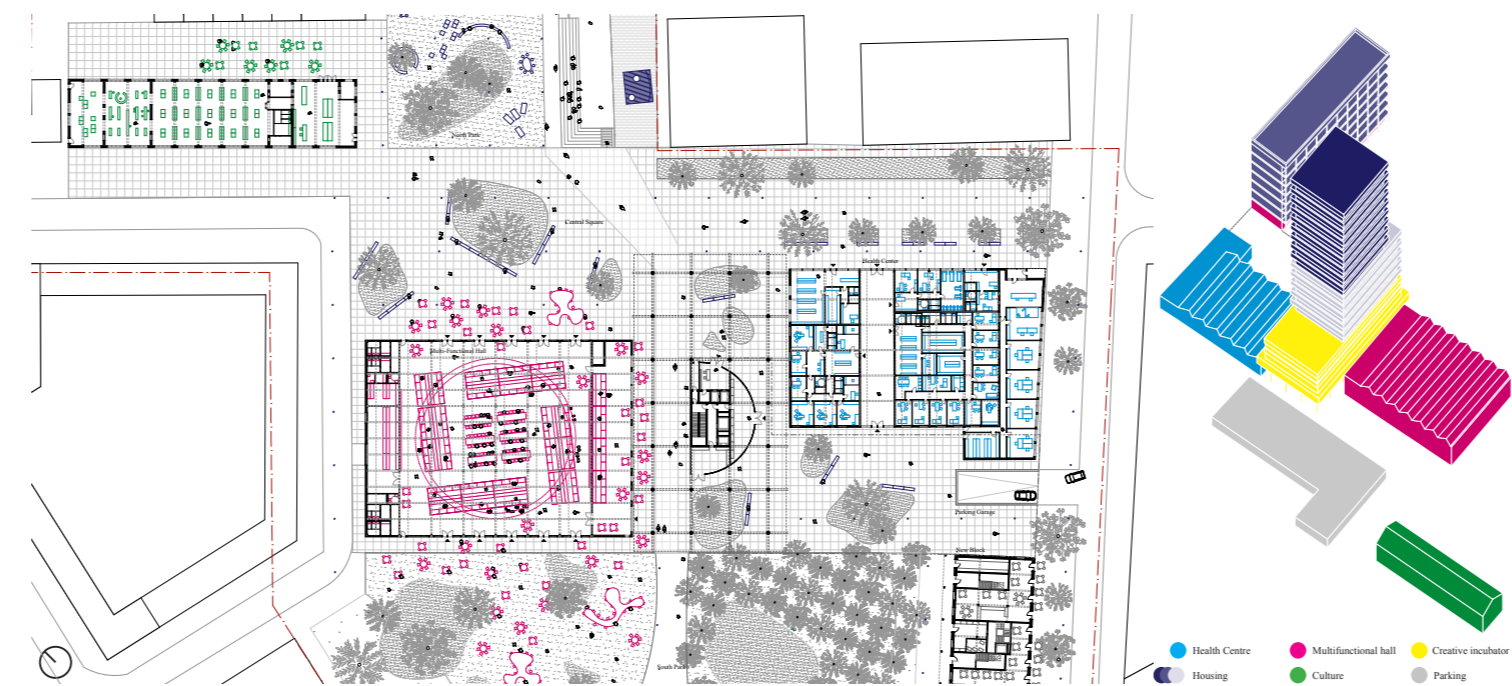 North Park
Central Square
Health Center
Multi-Functional Hall
Parking Garage
New Block
South Park
Health Centre
Multifunctional hall
Creative incubator
Housing
Culture
Parking